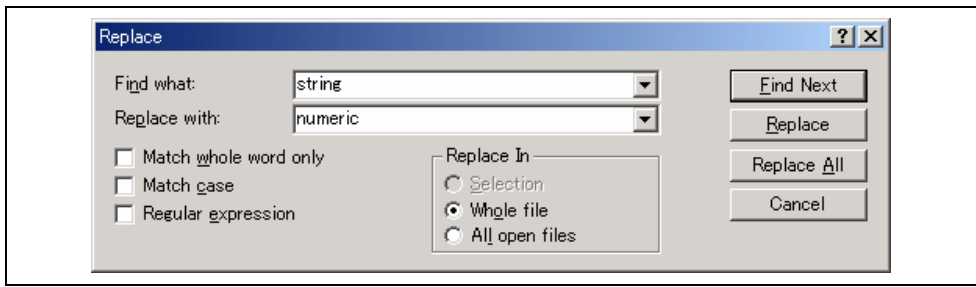 Replace
Find what: string Find Next
Replace with: numeric Replace
Match whole word only Replace In Replace All
Match case Selection
Regular expression Whole file Cancel
All open files